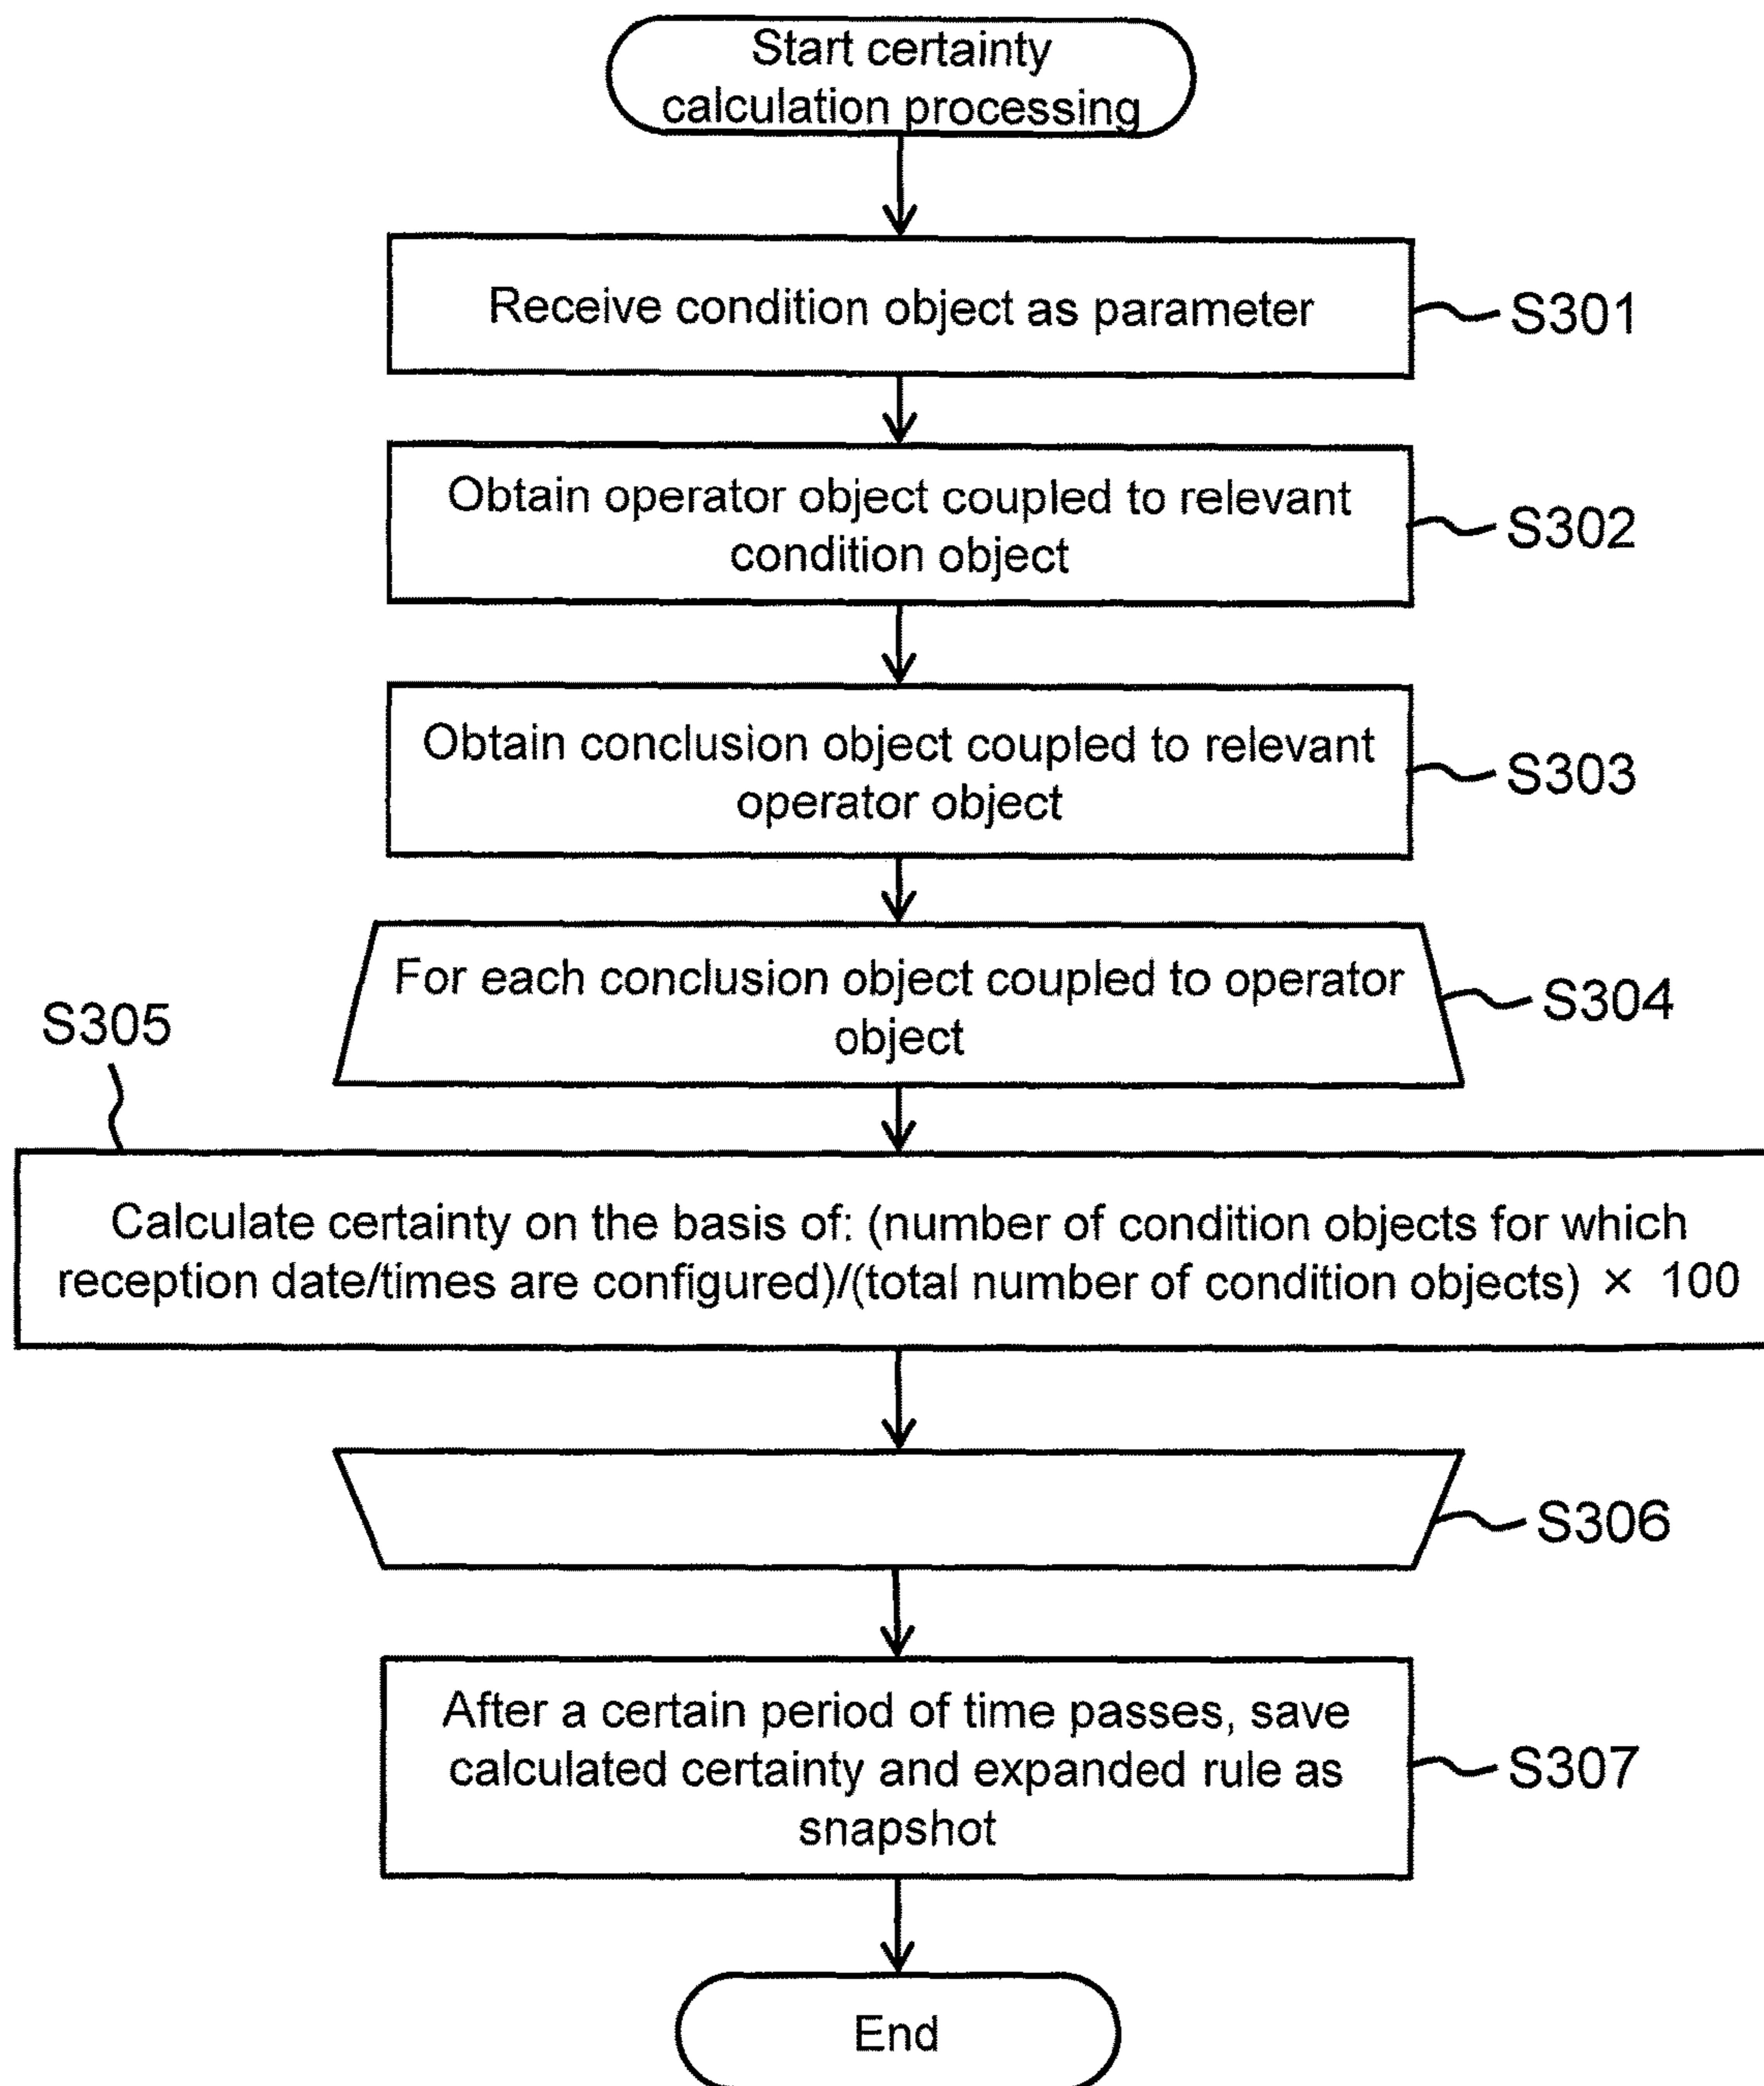 Start certainty
calculation processing
Receive condition object as parameter
S301
Obtain operator object coupled to relevant
condition object
S302
Obtain conclusion object coupled to relevant
operator object
S303
For each conclusion object coupled to operator
object
S304
S305
Calculate certainty on the basis of: (number of condition objects for which
reception date/times are configured)/(total number of condition objects) × 100
S306
After a certain period of time passes, save
calculated certainty and expanded rule as
snapshot
S307
End